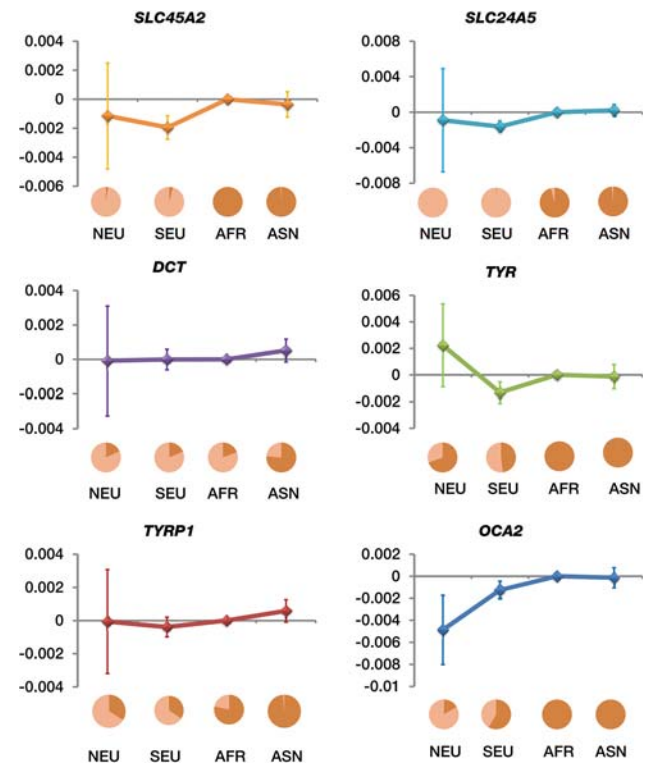 SLC45A2
0.004
0.002
0
-0.002
-0.004
-0.006
NEU SEU AFR ASN
SLC24A5
0.008
0.004
0
-0.004
-0.008
NEU SEU AFR ASN
DCT
0.004
0.002
0
-0.002
-0.004
NEU SEU AFR ASN
TYR
0.006
0.004
0.002
0
-0.002
-0.004
NEU SEU AFR ASN
TYRP1
0.004
0.002
0
-0.002
-0.004
NEU SEU AFR ASN
OCA2
0.002
0
-0.002
-0.004
-0.006
-0.008
-0.01
NEU SEU AFR ASN